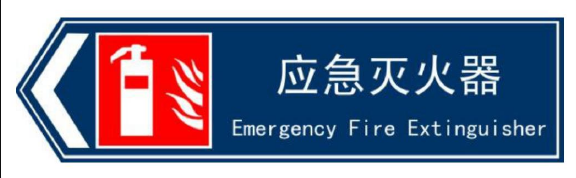 应急灭火器
Emergency Fire Extinguisher